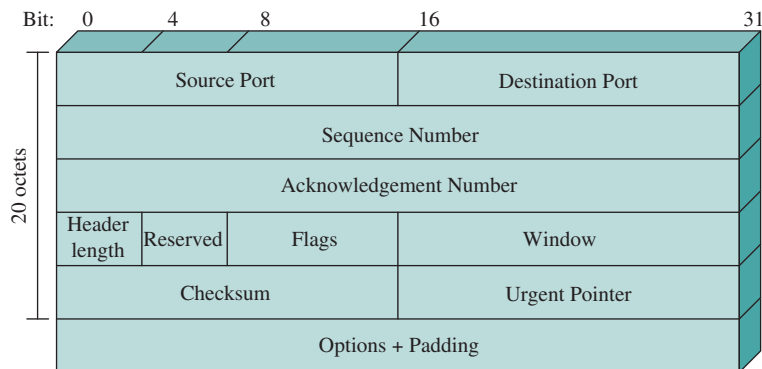 Bit: 0 4 8 16 31
Source Port Destination Port
Sequence Number
Acknowledgement Number
Header length Reserved Flags Window
Checksum Urgent Pointer
Options + Padding
20 octets